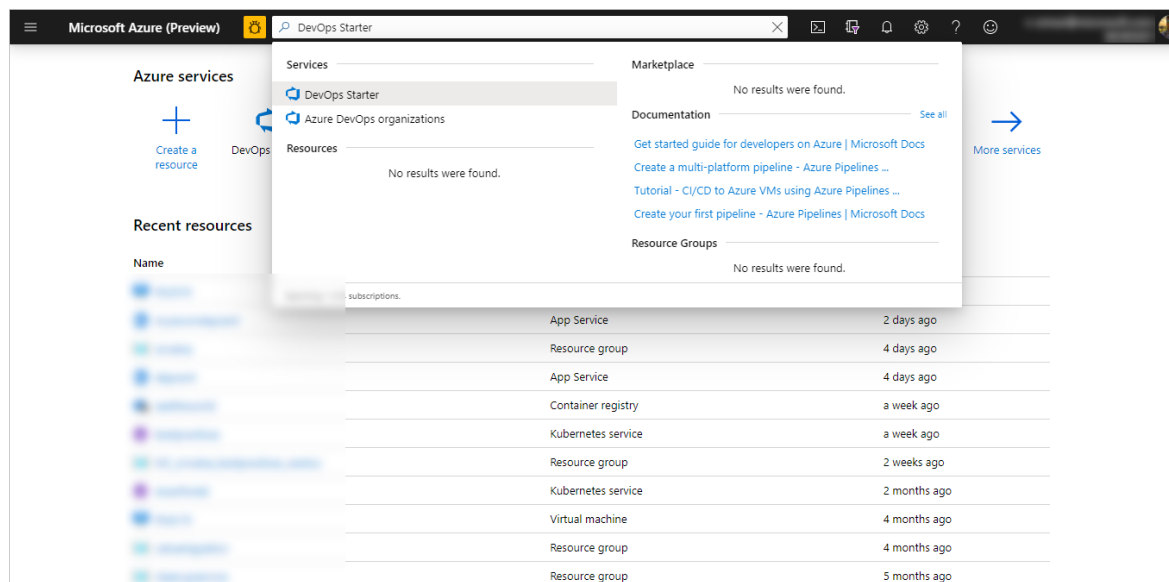 Microsoft Azure (Preview)
DevOps Starter
Azure services
Create a
resource
DevOps
More services
Services
DevOps Starter
Azure DevOps organizations
Resources
No results were found.
Marketplace
No results were found.
Documentation
See all
Get started guide for developers on Azure | Microsoft Docs
Create a multi-platform pipeline - Azure Pipelines ...
Tutorial - CI/CD to Azure VMs using Azure Pipelines ...
Create your first pipeline - Azure Pipelines | Microsoft Docs
Resource Groups
No results were found.
subscriptions.
Recent resources
Name
App Service 2 days ago
Resource group 4 days ago
App Service 4 days ago
Container registry a week ago
Kubernetes service a week ago
Resource group 2 weeks ago
Kubernetes service 2 months ago
Virtual machine 4 months ago
Resource group 4 months ago
Resource group 5 months ago